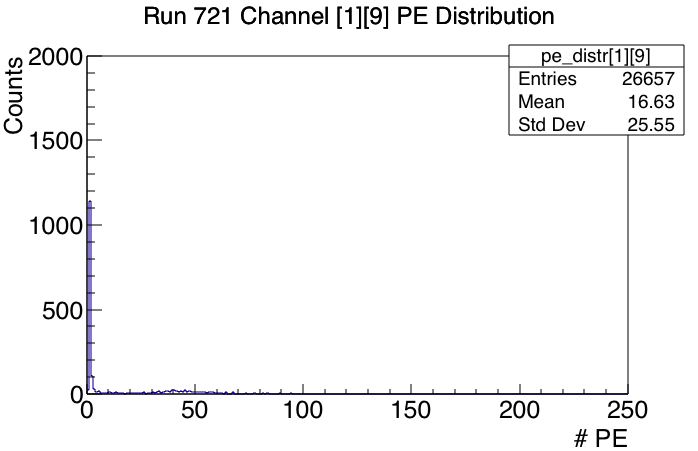 Run 721 Channel [1][9] PE Distribution
pe_distr[1][9]
Entries 26657
Mean 16.63
Std Dev 25.55
Counts
2000
1500
1000
500
0
0 50 100 150 200 250
# PE